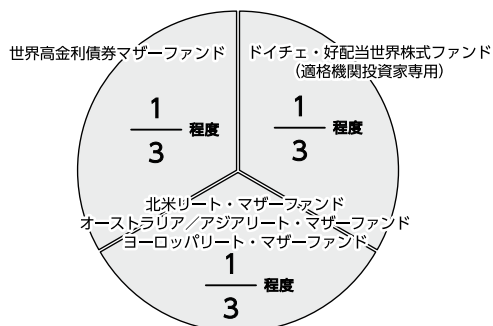 世界高金利債券マザーファンド
1
3
程度
ドイチェ・好配当世界株式ファンド
（適格機関投資家専用）
1
3
程度
北米リート・マザーファンド
オーストラリア／アジアリート・マザーファンド
ヨーロッパリート・マザーファンド
1
3
程度